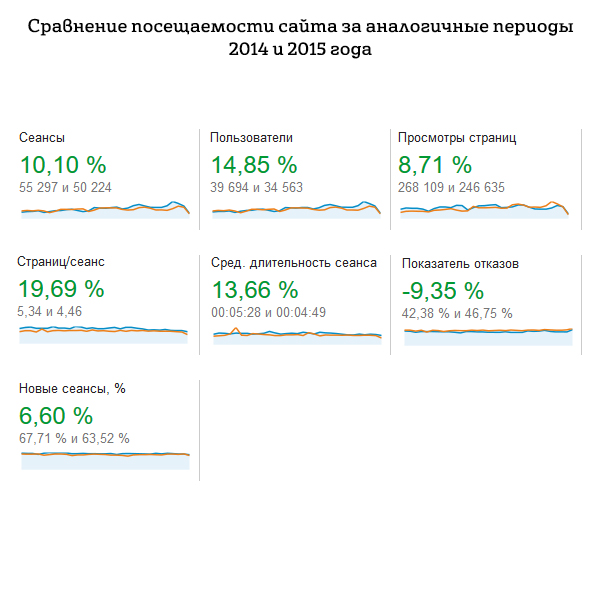 Сравнение посещаемости сайта за аналогичные периоды
2014 и 2015 года
Сеансы
10,10 %
55 297 и 50 224
Пользователи
14,85 %
39 694 и 34 563
Просмотры страниц
8,71 %
268 109 и 246 635
Страниц/сеанс
19,69 %
5,34 и 4,46
Сред. длительность сеанса
13,66 %
00:05:28 и 00:04:49
Показатель отказов
-9,35 %
42,38 % и 46,75 %
Новые сеансы, %
6,60 %
67,71 % и 63,52 %